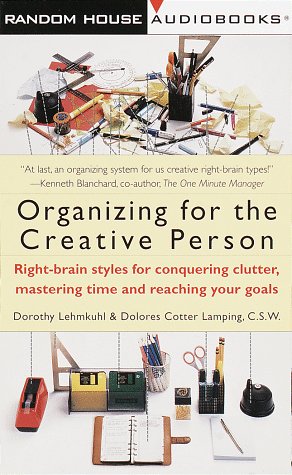 RANDOM HOUSE AUDIOBOOKS®
“At last, an organizing system for us creative right-brain types!”
—Kenneth Blanchard, co-author, The One Minute Manager
Organizing for the
Creative Person
Right-brain styles for conquering clutter,
mastering time and reaching your goals
Dorothy Lehmkuhl & Dolores Cotter Lamping, C.S.W.